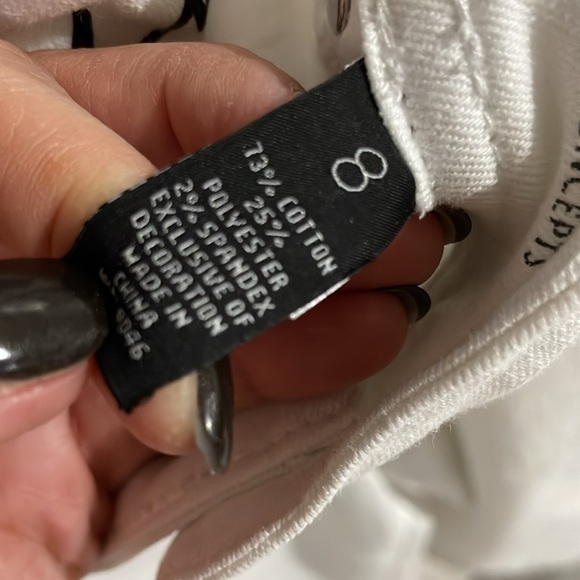 8
73% COTTON
25%
POLYESTER
2% SPANDEX
EXCLUSIVE OF
DECORATION
MADE IN
CHINA